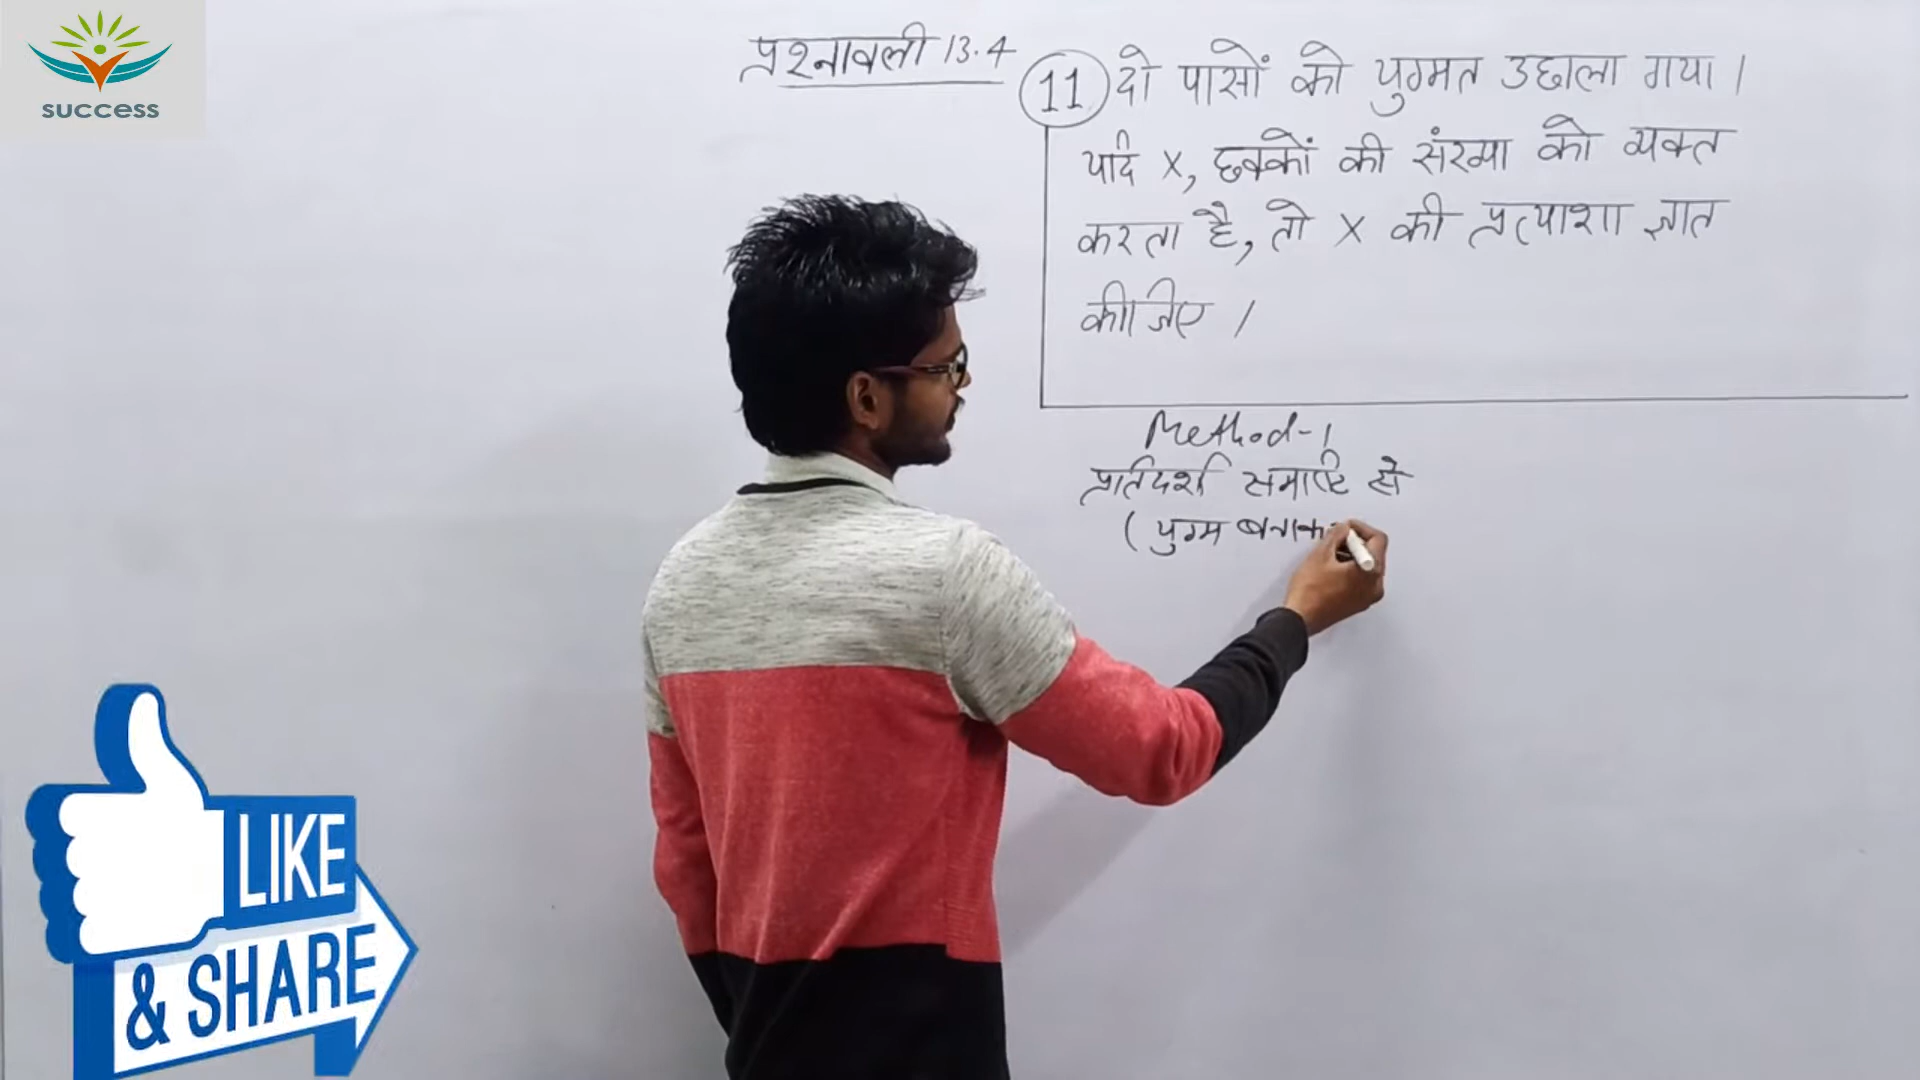 success
प्रश्नावली 13.4
11 दो पासों को युग्मत उछाला गया।
यदि X, छक्कों की संख्या को व्यक्त
करता है, तो X की प्रत्याशा ज्ञात
कीजिए।
Method-1
प्रतिदर्श समष्टि से
(युग्म बनाक
LIKE
& SHARE